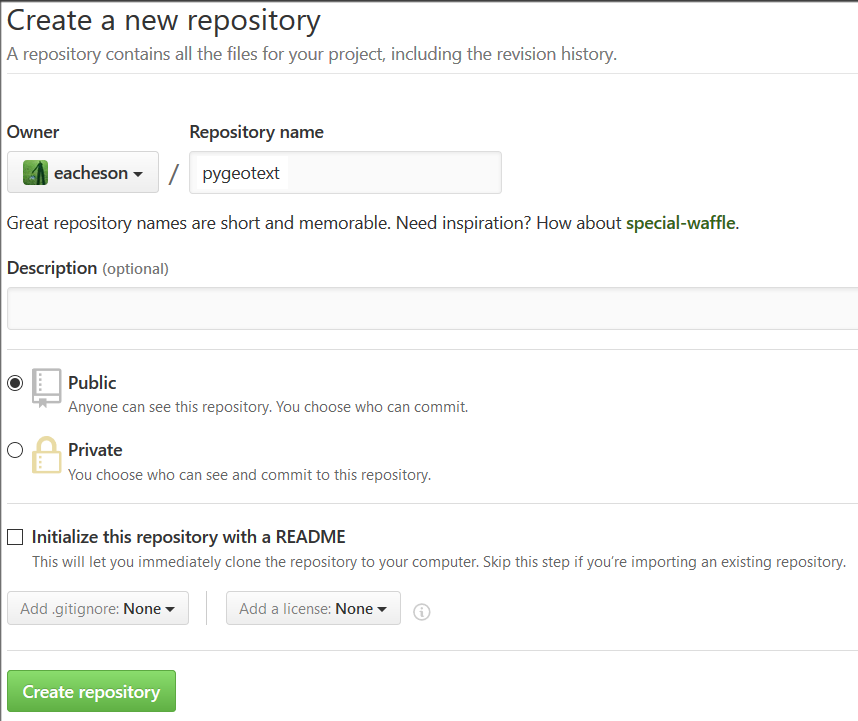 Create a new repository
A repository contains all the files for your project, including the revision history.
Owner Repository name
eacheson / pygeotext
Great repository names are short and memorable. Need inspiration? How about special-waffle.
Description (optional)
Public
Anyone can see this repository. You choose who can commit.
Private
You choose who can see and commit to this repository.
Initialize this repository with a README
This will let you immediately clone the repository to your computer. Skip this step if you’re importing an existing repository.
Add .gitignore: None Add a license: None
Create repository